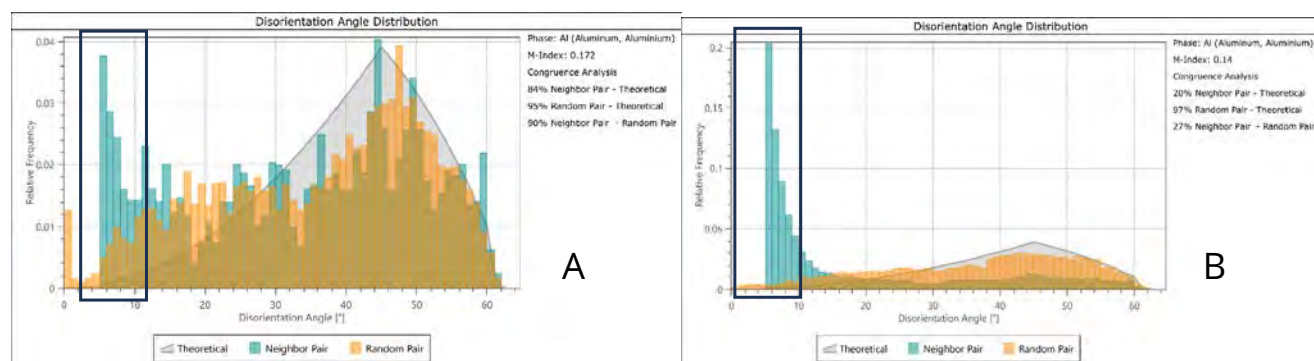 Disorientation Angle Distribution
Phase: Al (Aluminum, Aluminium)
M-Index: 0.172
Congruence Analysis
84% Neighbor Pair - Theoretical
95% Random Pair - Theoretical
90% Neighbor Pair - Random Pair
Relative Frequency
0.04
0.03
0.02
0.01
0
0 10 20 30 40 50 60
Disorientation Angle [°]
Theoretical Neighbor Pair Random Pair
A
Disorientation Angle Distribution
Phase: Al (Aluminum, Aluminium)
M-Index: 0.14
Congruence Analysis
20% Neighbor Pair - Theoretical
97% Random Pair - Theoretical
27% Neighbor Pair - Random Pair
Relative Frequency
0.2
0.15
0.1
0.05
0
0 10 20 30 40 50 60
Disorientation Angle [°]
Theoretical Neighbor Pair Random Pair
B